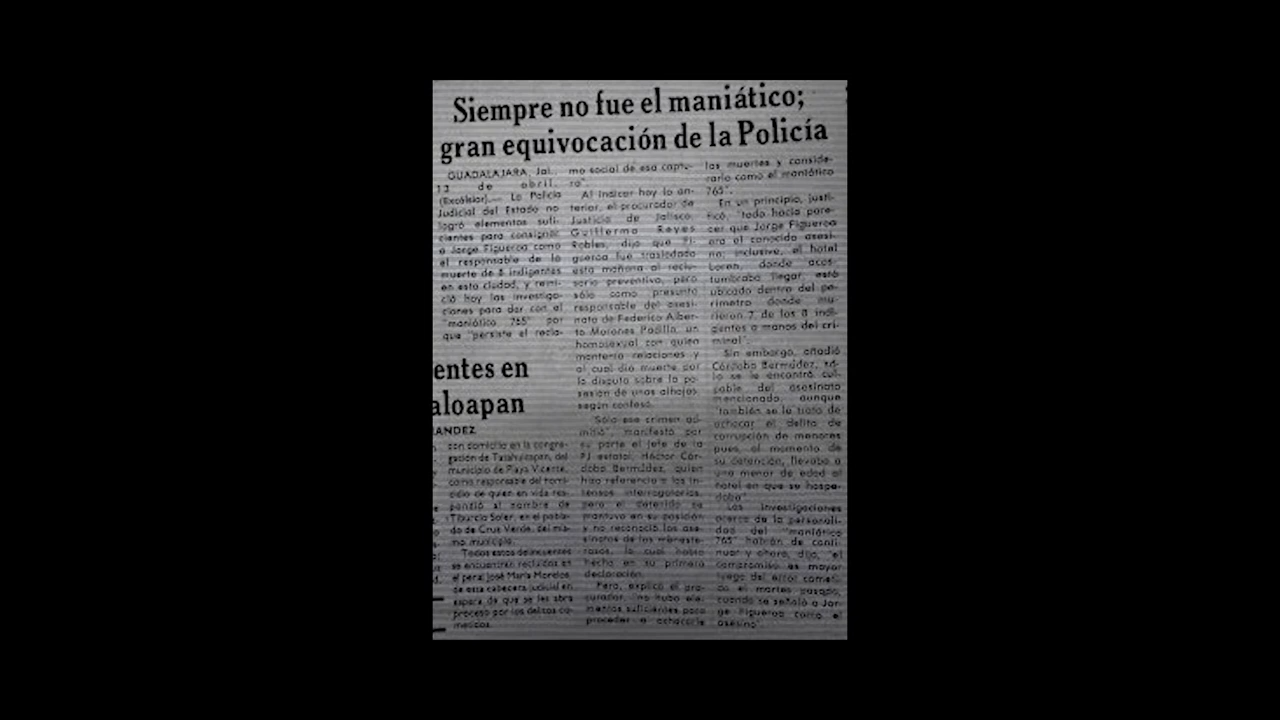 Siempre no fue el maniático;
gran equivocación de la Policía
GUADALAJARA, Jal.,
13 de abril.
(Excélsior).— La Policía
Judicial del Estado no
logró elementos sufi-
cientes para consignar
a Jorge Figueroa como
el responsable de la
muerte de 8 indigentes
en esta ciudad, y reini-
ció hoy las investiga-
ciones para dar con el
"maniático 765" por
que "persiste el recla-
mo social de esa captu-
ra".
Al indicar hoy lo an-
terior, el procurador de
Justicia de Jalisco,
Guillermo Reyes
Robles, dijo que Fi-
gueroa fue trasladado
esta mañana al reclu-
sorio preventivo, pero
sólo como presunto
responsable del asesi-
nato de Federico Alber-
to Morones Padilla, un
homosexual con quien
mantenía relaciones y
al cual dio muerte por
la disputa sobre la po-
sesión de unas alhajas,
según confesó.
"Sólo ese crimen ad-
mitió", manifestó por
su parte el jefe de la
PJ estatal, Héctor Cór-
doba Bermúdez, quien
hizo referencia a los in-
tensos interrogatorios,
pero el detenido se
mantuvo en su posición
y no reconoció los ase-
sinatos de los meneste-
rosos, lo cual había
hecho en su primera
declaración.
Pero, explicó el pro-
curador, "no hubo ele-
mentos suficientes para
proceder a achacarle
las muertes y conside-
rarlo como el maniático
765".
En un principio, justi-
ficó, "todo hacía pare-
cer que Jorge Figueroa
era el conocido asesi-
no; inclusive, el hotel
donde acos-
tumbraba llegar, está
ubicado dentro del pe-
rímetro donde mu-
rieron 7 de los 8 indi-
gentes a manos del cri-
minal".
Sin embargo, añadió
Córdoba Bermúdez, só-
lo se le encontró cul-
pable del asesinato
mencionado, aunque
"también se le trata de
achacar el delito de
corrupción de menores
pues, al momento de
su detención, llevaba a
una menor de edad al
hotel en que se hospe-
daba".
Las investigaciones
acerca de la personali-
dad del "maniático
765" habrán de conti-
nuar y ahora, dijo, "el
compromiso es mayor
luego del error cometi-
do el martes pasado,
cuando se señaló a Jor-
ge Figueroa como el
asesino".
entes en
aloapan
RANDEZ
con domicilio en la congre-
gación de del
municipio de Playa Vicente,
como responsable del homi-
cidio de quien en vida res-
pondió al nombre de
Tiburcio Soler, en el pobla-
do de Cruz Verde, del mis-
mo municipio.
Todos estos delincuentes
se encuentran recluidos en
el penal José María Morelos,
de esta cabecera judicial en
espera de que se les abra
proceso por los delitos co-
metidos.